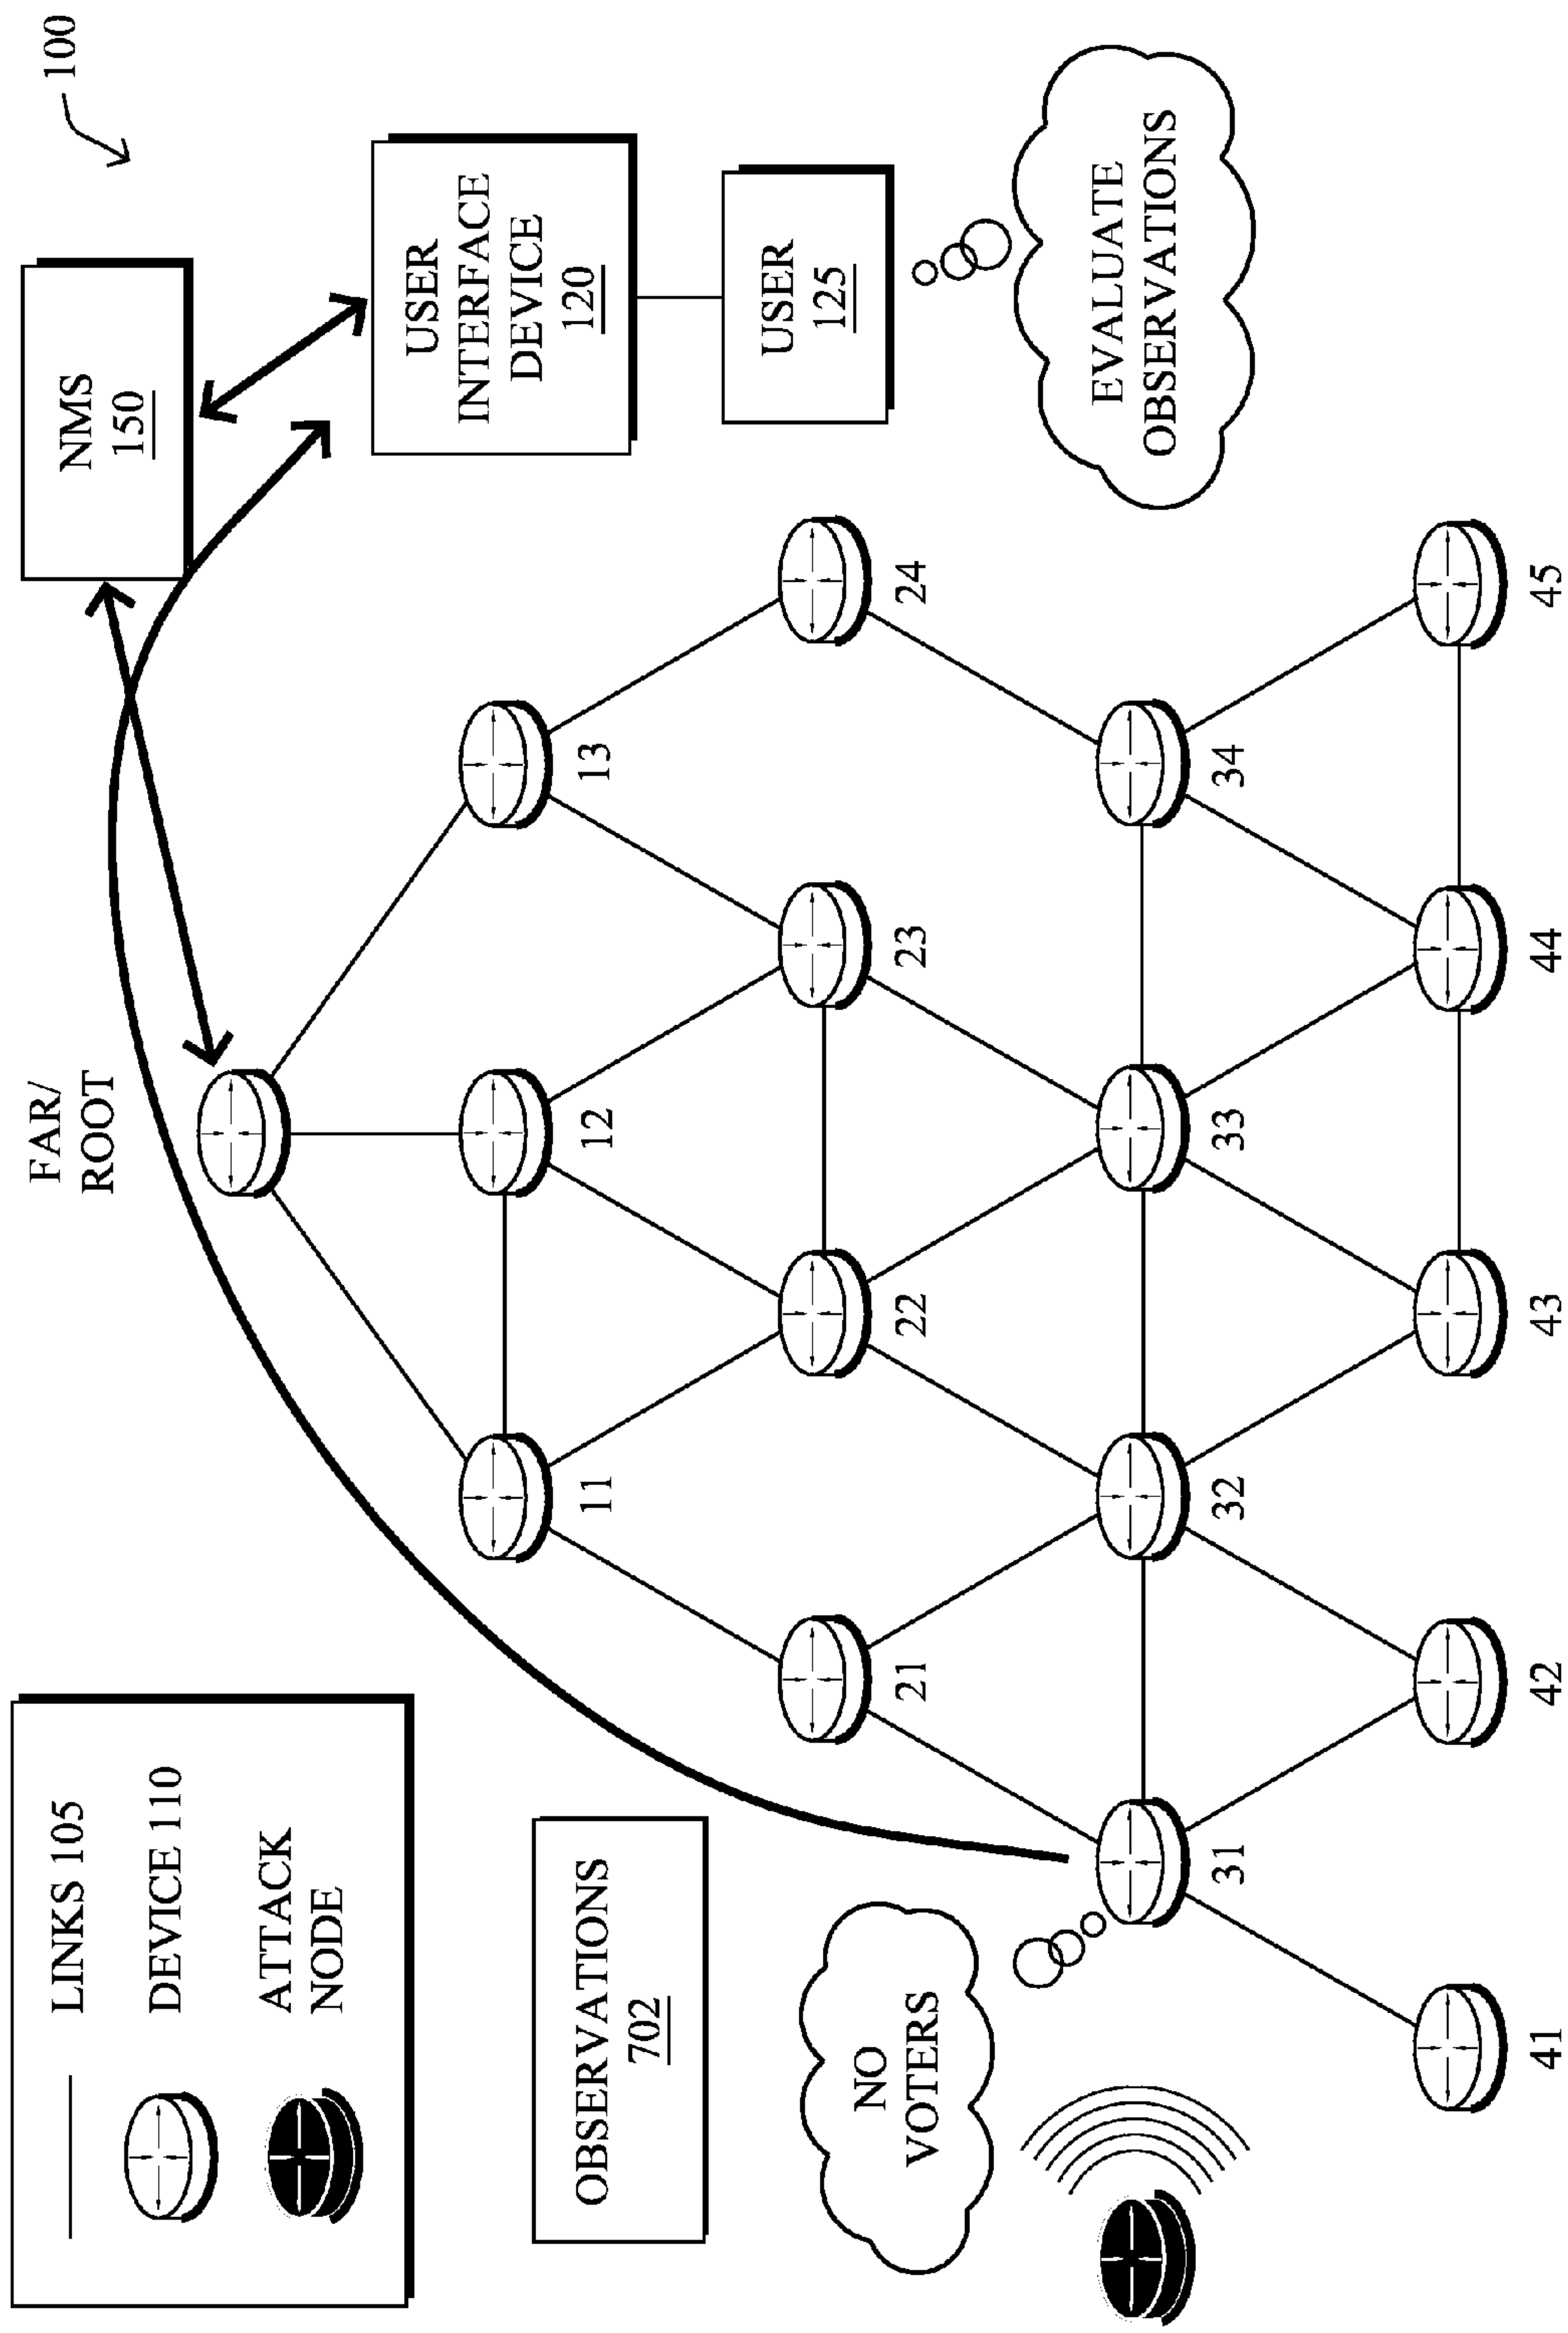 LINKS 105
DEVICE 110
ATTACK
NODE
FAR/
ROOT
NMS
150
100
USER
INTERFACE
DEVICE
120
USER
125
EVALUATE
OBSERVATIONS
OBSERVATIONS
702
NO
VOTERS
11
12
13
21
22
23
24
31
32
33
34
41
42
43
44
45